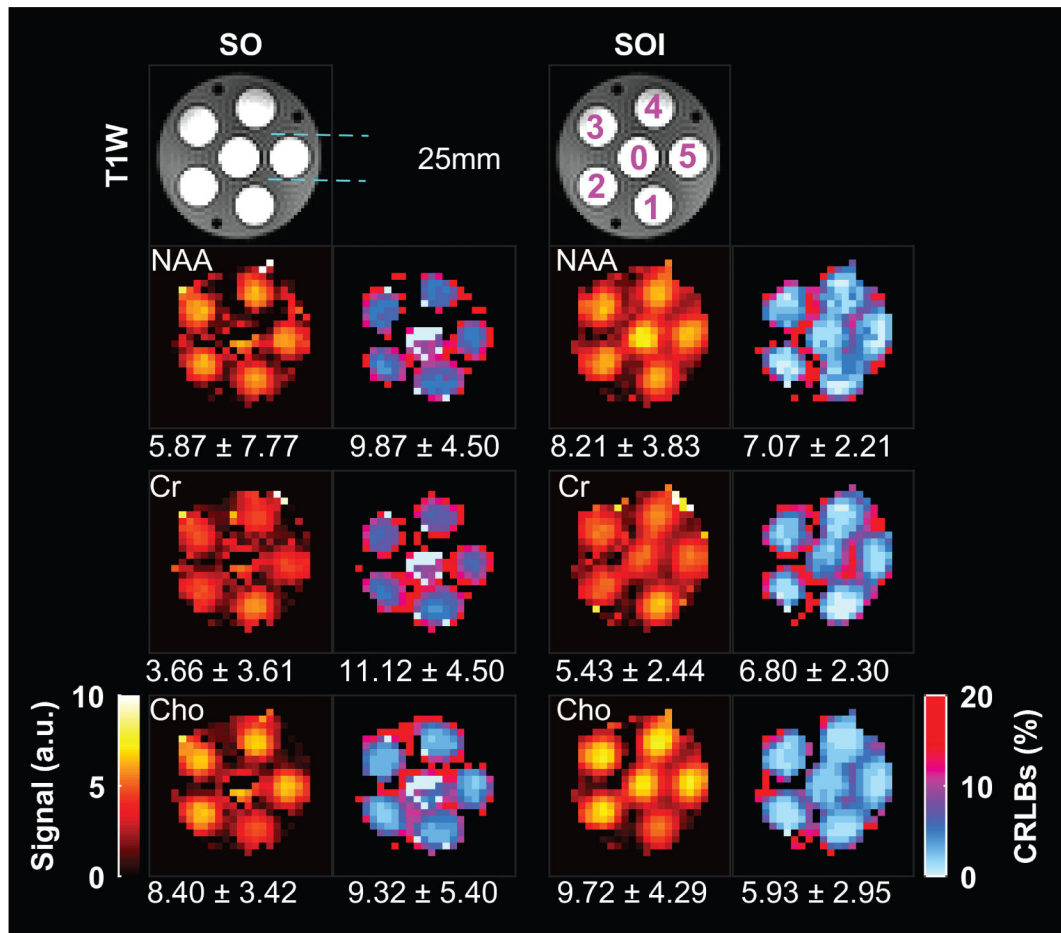 SO
SOI
T1W
25mm
3
4
0
5
2
1
NAA
NAA
5.87 ± 7.77
9.87 ± 4.50
8.21 ± 3.83
7.07 ± 2.21
Cr
Cr
3.66 ± 3.61
11.12 ± 4.50
5.43 ± 2.44
6.80 ± 2.30
Signal (a.u.)
10
5
0
Cho
Cho
20
10
0
CRLBs (%)
8.40 ± 3.42
9.32 ± 5.40
9.72 ± 4.29
5.93 ± 2.95